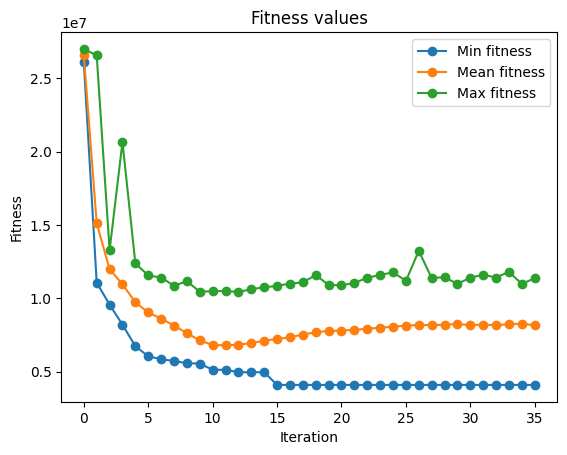 Fitness values
1e7
Min fitness
Mean fitness
Max fitness
2.5
2.0
1.5
1.0
0.5
Fitness
0 5 10 15 20 25 30 35
Iteration